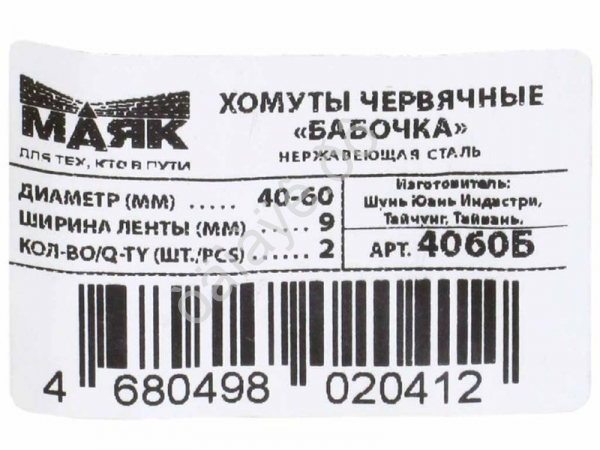 МАЯК
ДЛЯ ТЕХ, КТО В ПУТИ
ХОМУТЫ ЧЕРВЯЧНЫЕ
«БАБОЧКА»
НЕРЖАВЕЮЩАЯ СТАЛЬ
ДИАМЕТР (ММ) ..... 40-60
ШИРИНА ЛЕНТЫ (ММ) .... 9
КОЛ-ВО/Q-TY (ШТ./PCS) .... 2
Изготовитель:
Шунь Юань Индастри,
Тайчунг, Тайвань.
АРТ. 4060Б
4 680498 020412